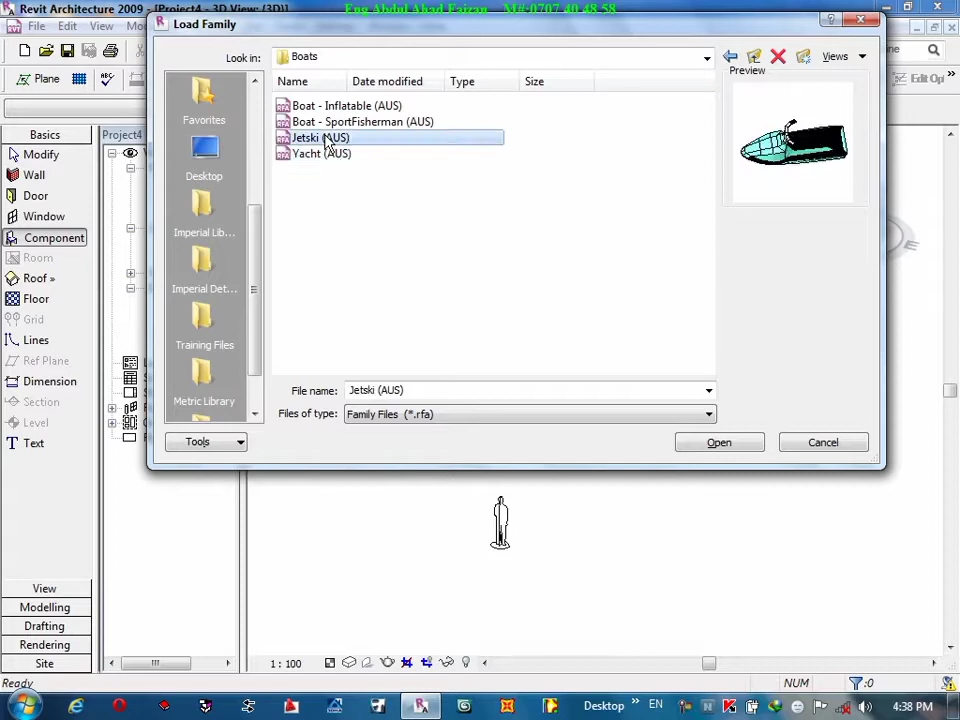 Revit Architecture 2009 - [Project4 - 3D View: {3D}]
Eng Abdul Ahad Faizan M#:0707 40 48 58
File Edit View
Load Family
Look in:
Boats
Views
Plane
Edit Op
Name Date modified Type Size
Preview
Favorites
Desktop
Imperial Lib...
Imperial Det...
Training Files
Metric Library
Boat - Inflatable (AUS)
Boat - SportFisherman (AUS)
Jetski (AUS)
Yacht (AUS)
File name: Jetski (AUS)
Files of type: Family Files (*.rfa)
Tools
Open
Cancel
Basics
Project4
Modify
Wall
Door
Window
Component
Room
Roof »
Floor
Grid
Lines
Ref Plane
Dimension
Section
Level
Text
E
View
Modelling
Drafting
Rendering
Site
1 : 100
Ready
NUM
:0
Desktop
EN
4:38 PM